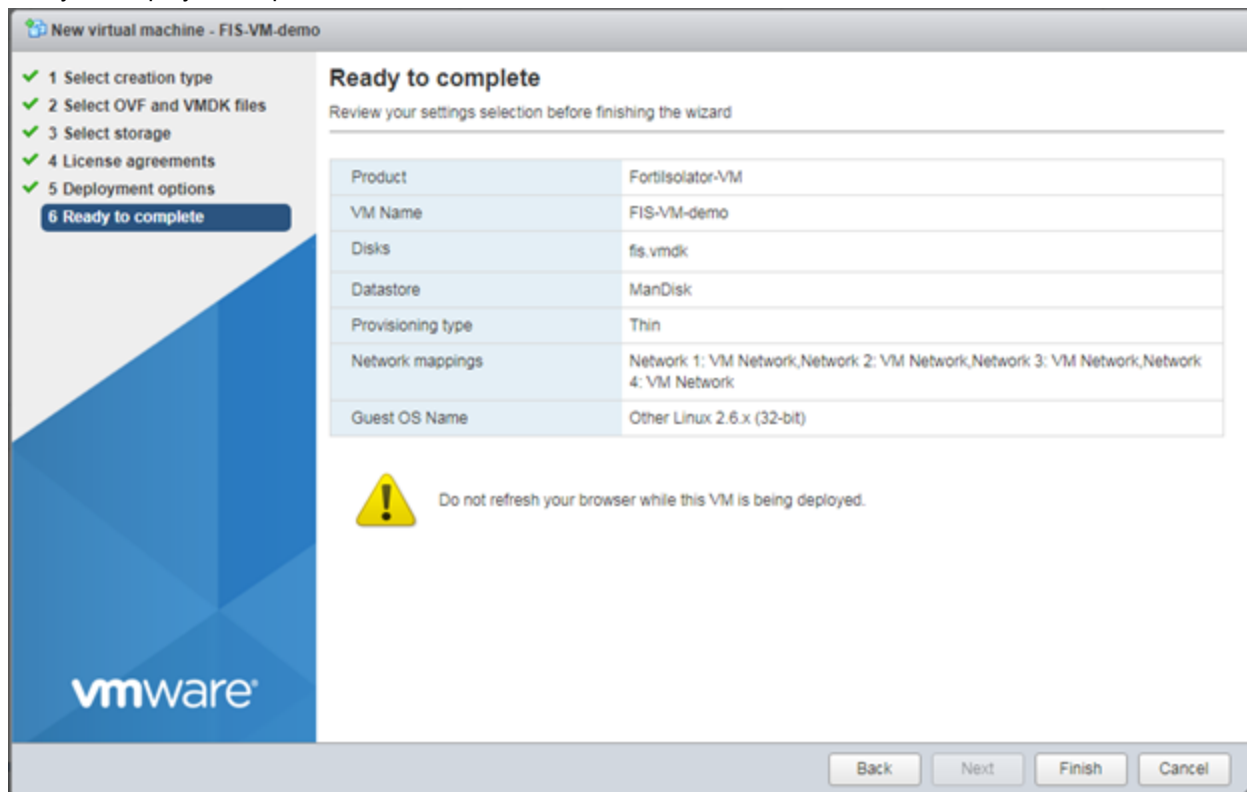 New virtual machine - FIS-VM-demo
1 Select creation type
2 Select OVF and VMDK files
3 Select storage
4 License agreements
5 Deployment options
6 Ready to complete
Ready to complete
Review your settings selection before finishing the wizard
Product FortiIsolator-VM
VM Name FIS-VM-demo
Disks fis.vmdk
Datastore ManDisk
Provisioning type Thin
Network mappings Network 1: VM Network,Network 2: VM Network,Network 3: VM Network,Network
4: VM Network
Guest OS Name Other Linux 2.6.x (32-bit)
Do not refresh your browser while this VM is being deployed.
vmware
Back Next Finish Cancel